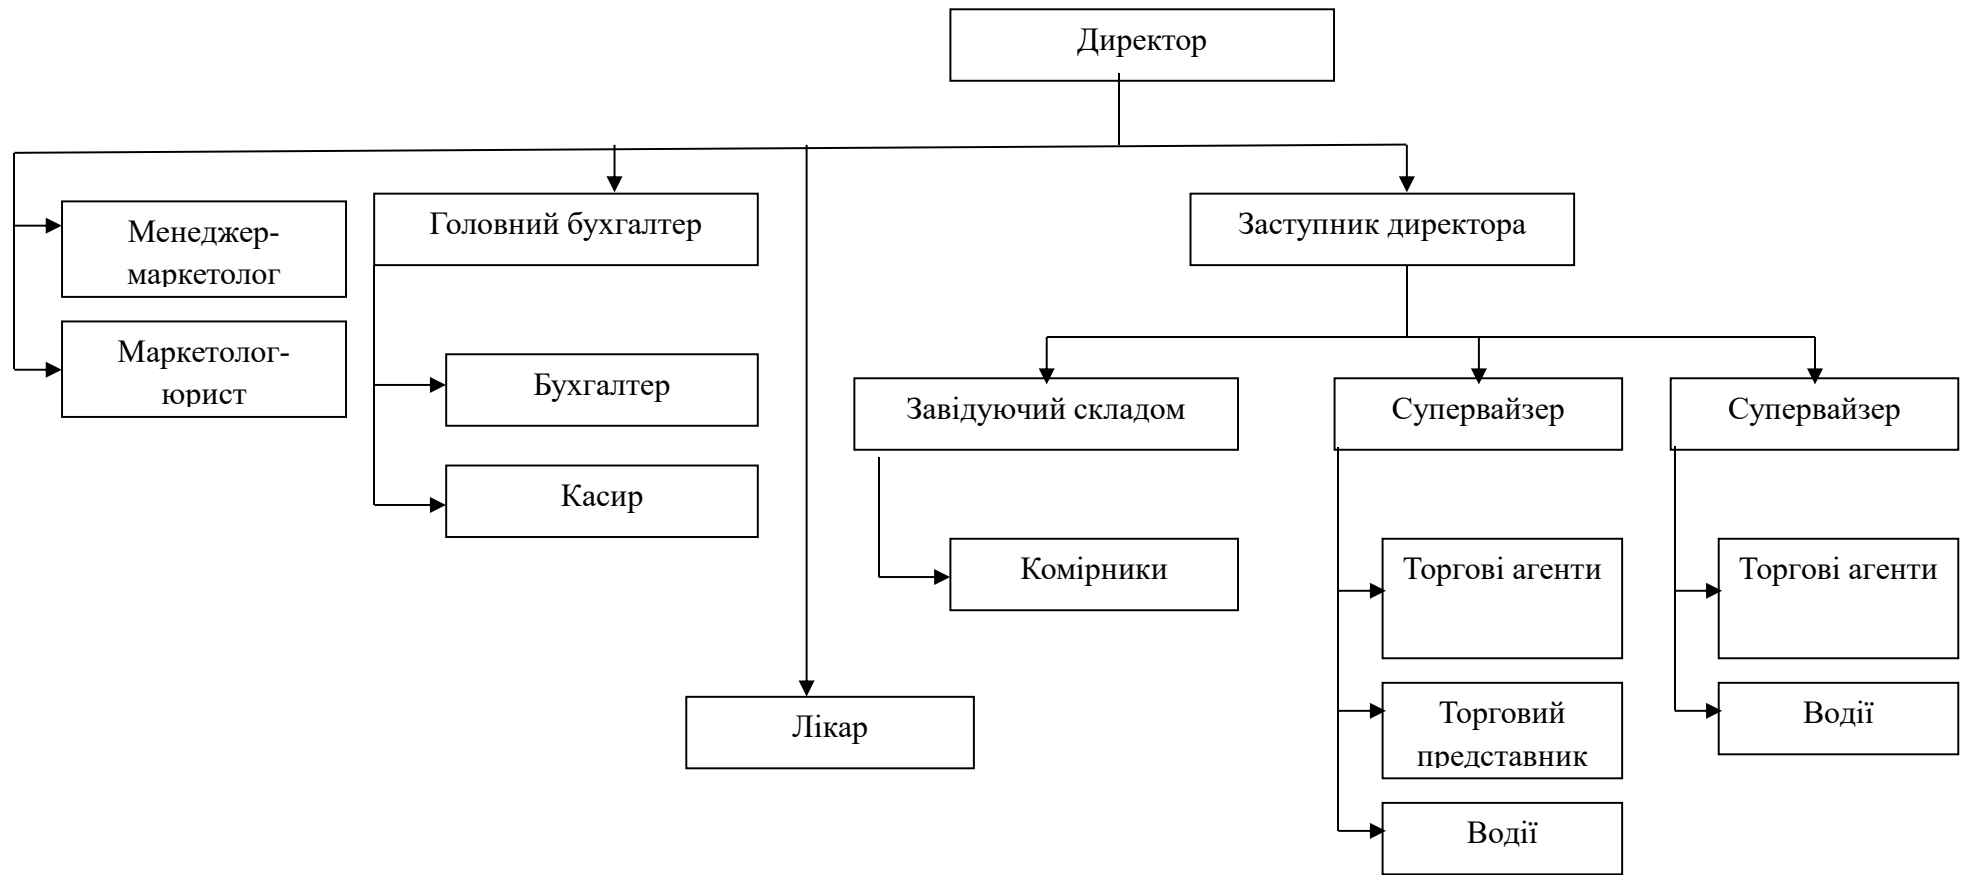 Директор
Менеджер-
маркетолог
Маркетолог-
юрист
Головний бухгалтер
Бухгалтер
Касир
Лікар
Заступник директора
Завідуючий складом
Комірники
Супервайзер
Торгові агенти
Торговий
представник
Водії
Супервайзер
Торгові агенти
Водії